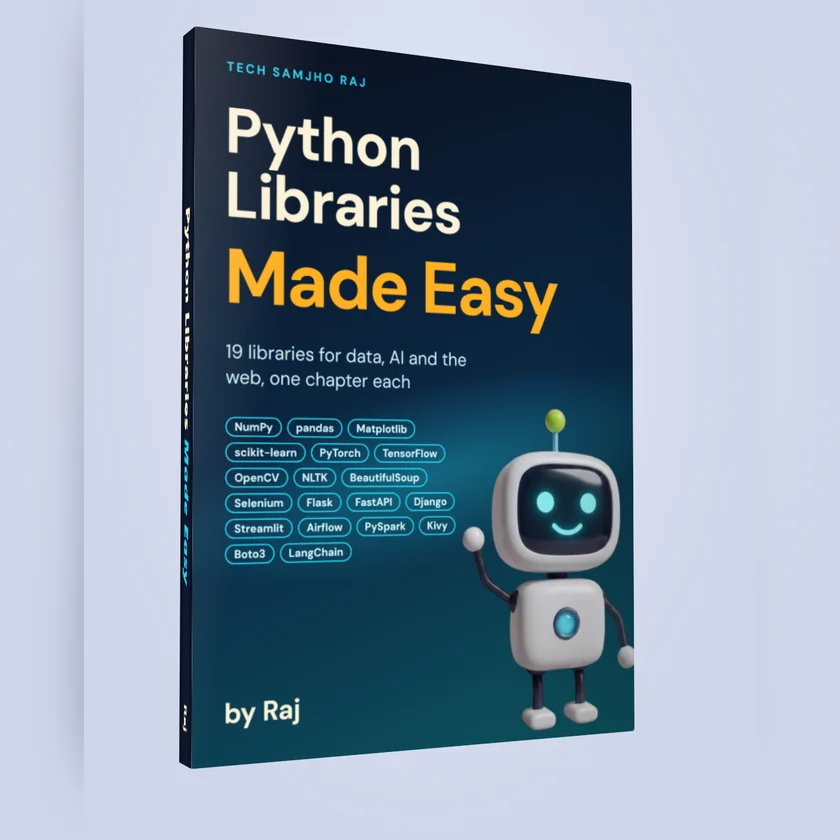 TECH SAMJHO RAJ
Python
Libraries
Made Easy
19 libraries for data, AI and the
web, one chapter each
NumPy pandas Matplotlib
scikit-learn PyTorch TensorFlow
OpenCV NLTK BeautifulSoup
Selenium Flask FastAPI Django
Streamlit Airflow PySpark Kivy
Boto3 LangChain
by Raj
Python Libraries Made Easy
Raj